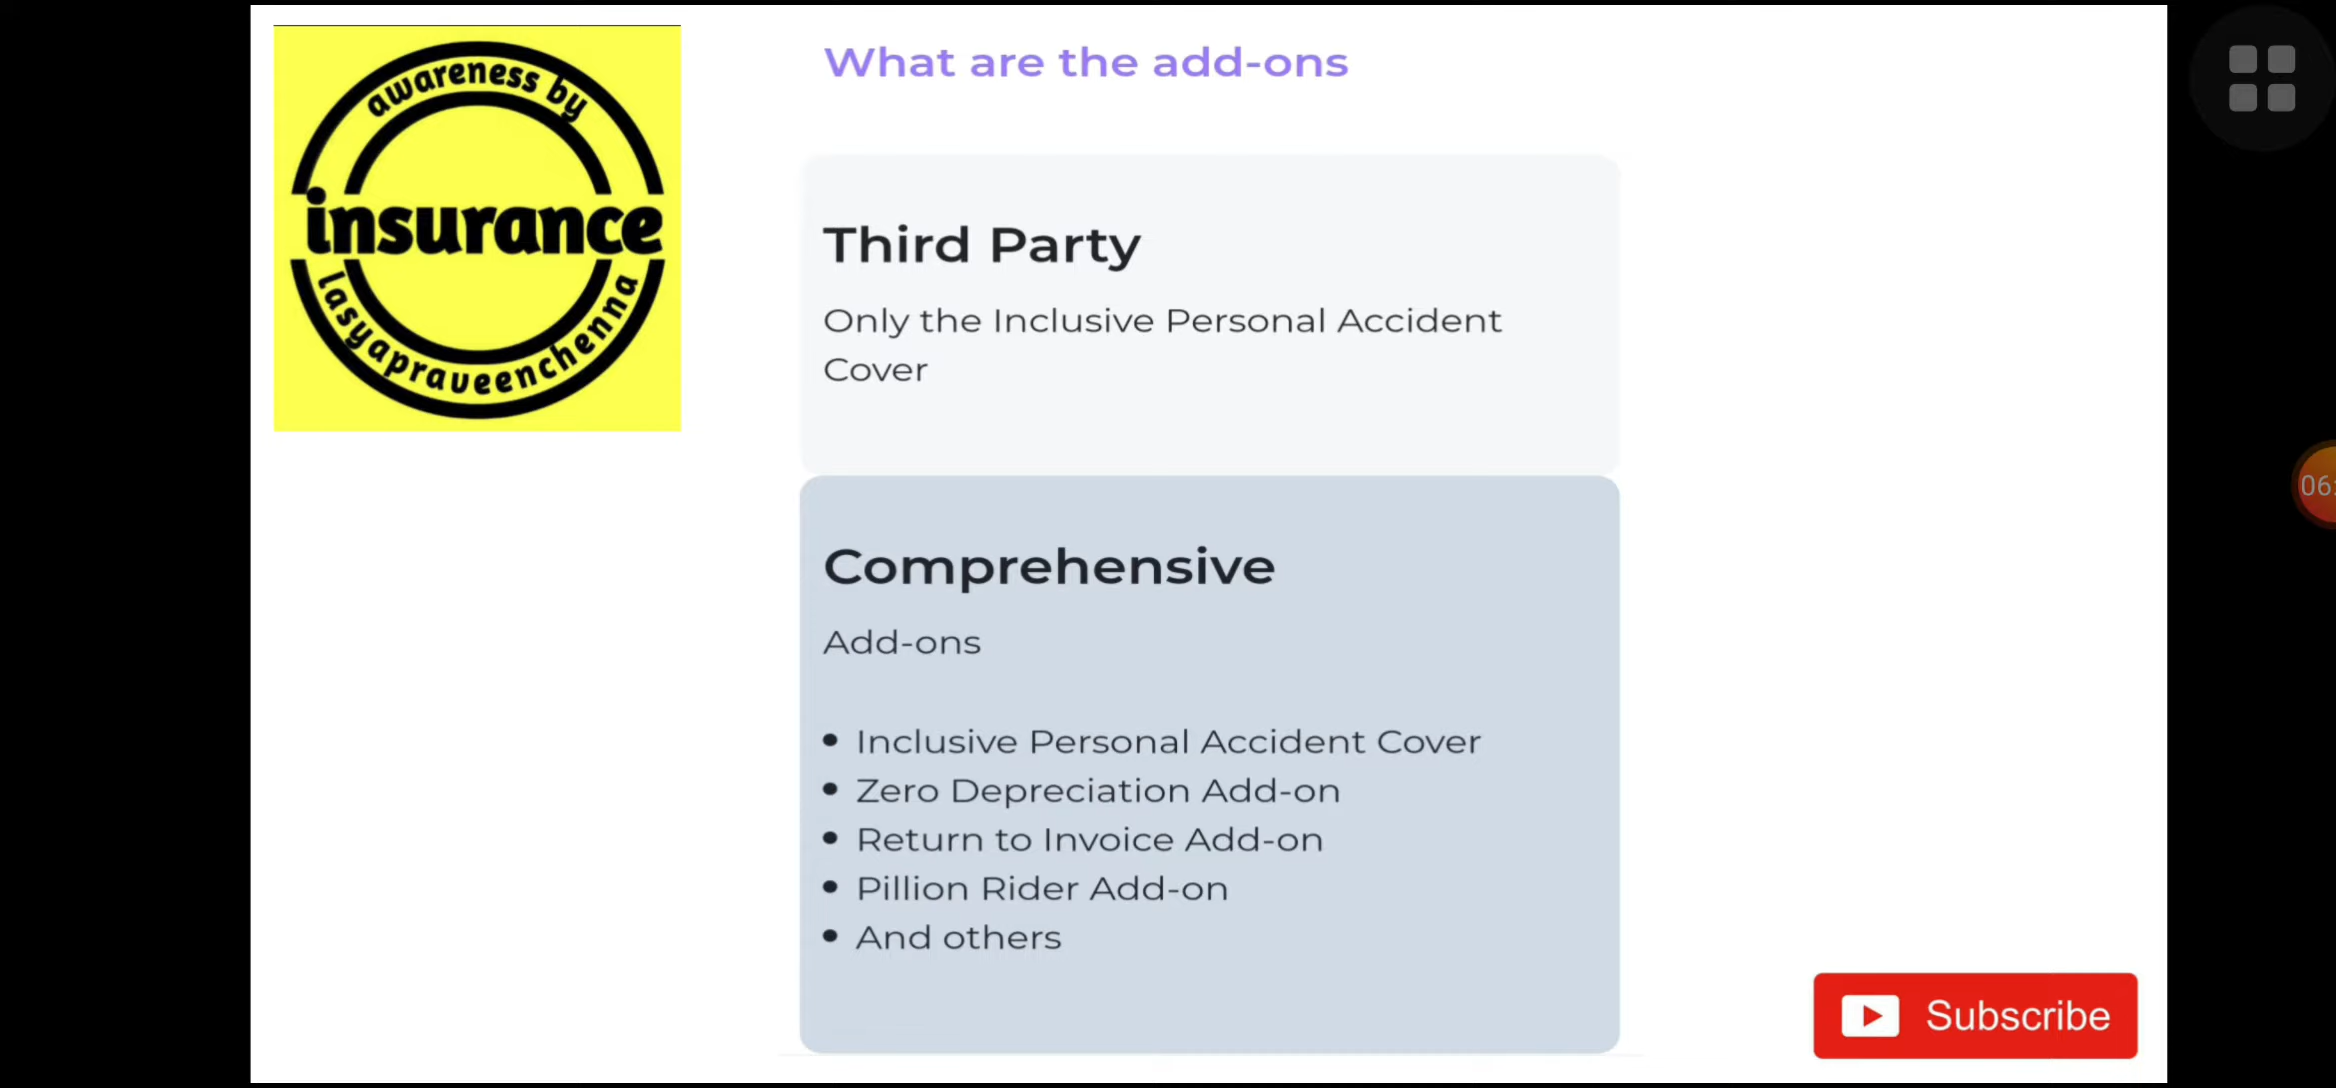 awareness by
insurance
lasyapraveenchenna
What are the add-ons
Third Party
Only the Inclusive Personal Accident
Cover
Comprehensive
Add-ons
• Inclusive Personal Accident Cover
• Zero Depreciation Add-on
• Return to Invoice Add-on
• Pillion Rider Add-on
• And others
06:
Subscribe